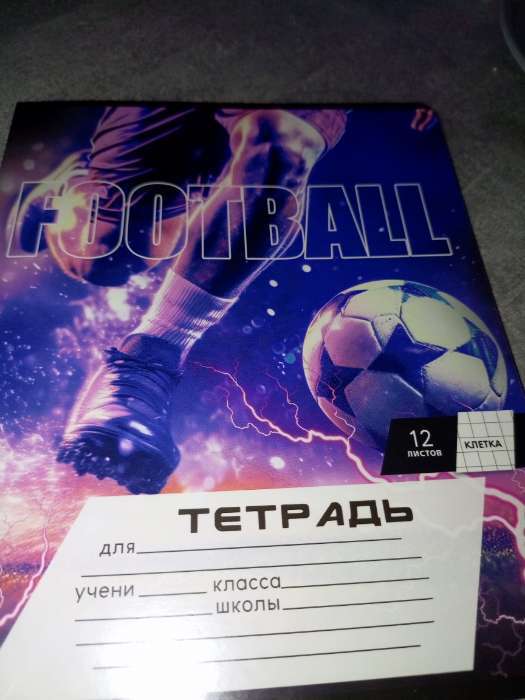 FOOTBALL
12
ЛИСТОВ
КЛЕТКА
ТЕТРАДЬ
для
учени класса
школы